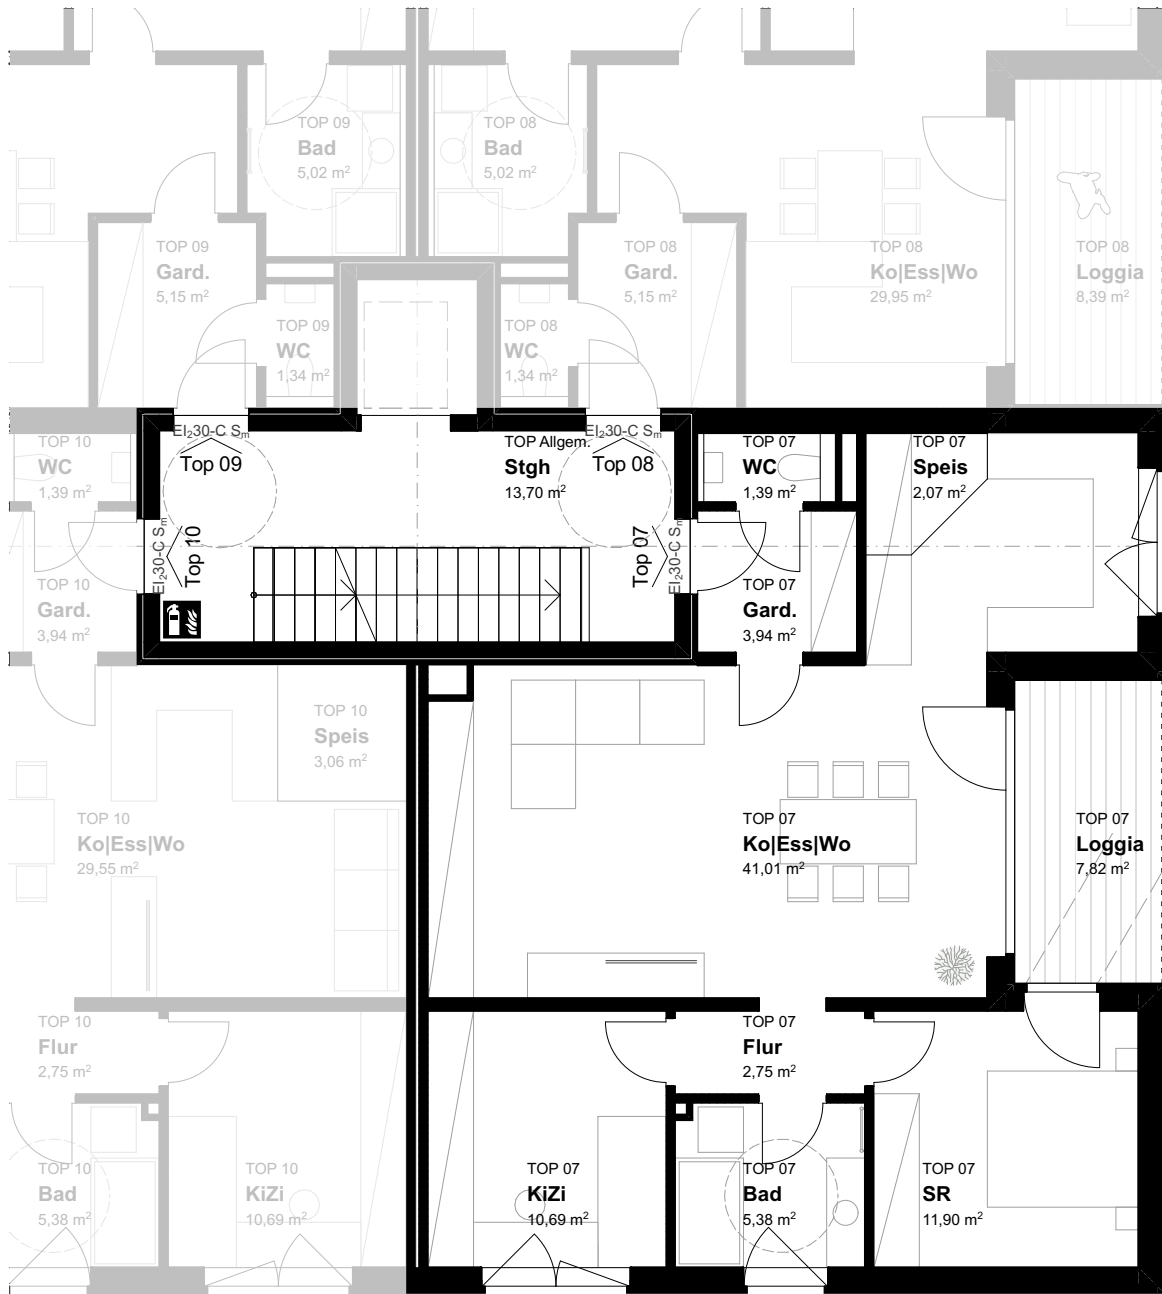 TOP 09
Bad
5,02 m²
TOP 08
Bad
5,02 m²
TOP 09
Gard.
5,15 m²
TOP 08
Gard.
5,15 m²
TOP 08
Ko|Ess|Wo
29,95 m²
TOP 08
Loggia
8,39 m²
TOP 09
WC
1,34 m²
TOP 08
WC
1,34 m²
EI₂30-C Sₘ
Top 09
EI₂30-C Sₘ
Top 08
TOP Allgem.
Stgh
13,70 m²
TOP 10
WC
1,39 m²
TOP 07
WC
1,39 m²
TOP 07
Speis
2,07 m²
EI₂30-C Sₘ
Top 10
Top 07
EI₂30-C Sₘ
TOP 10
Gard.
3,94 m²
TOP 07
Gard.
3,94 m²
TOP 10
Speis
3,06 m²
TOP 10
Ko|Ess|Wo
29,55 m²
TOP 07
Ko|Ess|Wo
41,01 m²
TOP 07
Loggia
7,82 m²
TOP 10
Flur
2,75 m²
TOP 07
Flur
2,75 m²
TOP 10
Bad
5,38 m²
TOP 10
KiZi
10,69 m²
TOP 07
KiZi
10,69 m²
TOP 07
Bad
5,38 m²
TOP 07
SR
11,90 m²